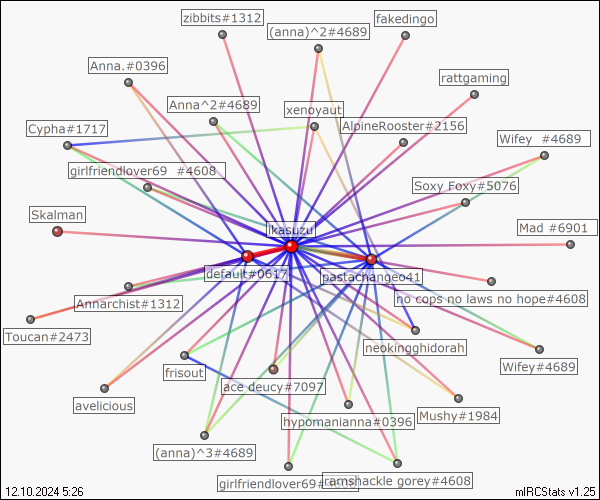 zibbits#1312
(anna)^2#4689
fakedingo
Anna.#0396
rattgaming
Anna^2#4689
xenoyaut
AlpineRooster#2156
Cypha#1717
Wifey #4689
girlfriendlover69 #4608
Soxy Foxy#5076
Skalman
ikasuzu
Mad #6901
default#0617
pastachange041
Annarchist#1312
no cops no laws no hope#4608
Toucan#2473
neokingghidorah
frisout
Wifey#4689
ace deucy#7097
avelicious
hypomanianna#0396
Mushy#1984
(anna)^3#4689
girlfriendlover69#
ramshackle gorey#4608
12.10.2024 5:26
mIRCStats v1.25